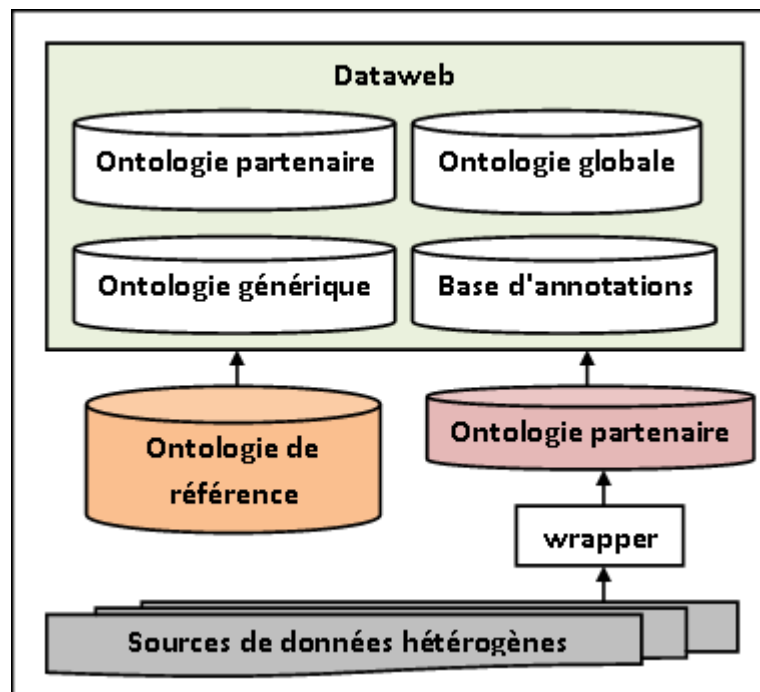 Dataweb
Ontologie partenaire
Ontologie globale
Ontologie générique
Base d'annotations
Ontologie de
référence
Ontologie partenaire
wrapper
Sources de données hétérogènes